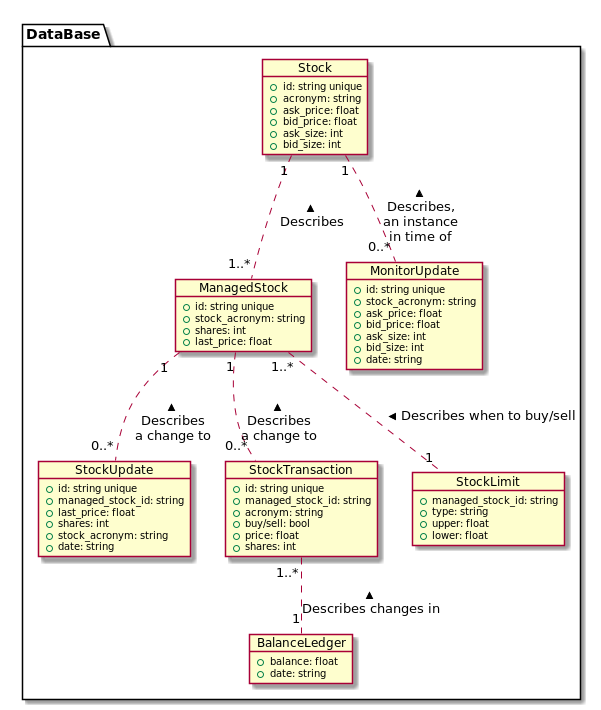 DataBase
Stock
id: string unique
acronym: string
ask_price: float
bid_price: float
ask_size: int
bid_size: int
1
1
Describes
Describes,
an instance
in time of
1..*
0..*
ManagedStock
id: string unique
stock_acronym: string
shares: int
last_price: float
MonitorUpdate
id: string unique
stock_acronym: string
ask_price: float
bid_price: float
ask_size: int
bid_size: int
date: string
1
1
1..*
Describes
a change to
Describes
a change to
Describes when to buy/sell
0..*
0..*
1
StockUpdate
id: string unique
managed_stock_id: string
last_price: float
shares: int
stock_acronym: string
date: string
StockTransaction
id: string unique
managed_stock_id: string
acronym: string
buy/sell: bool
price: float
shares: int
StockLimit
managed_stock_id: string
type: string
upper: float
lower: float
1..*
Describes changes in
1
BalanceLedger
balance: float
date: string